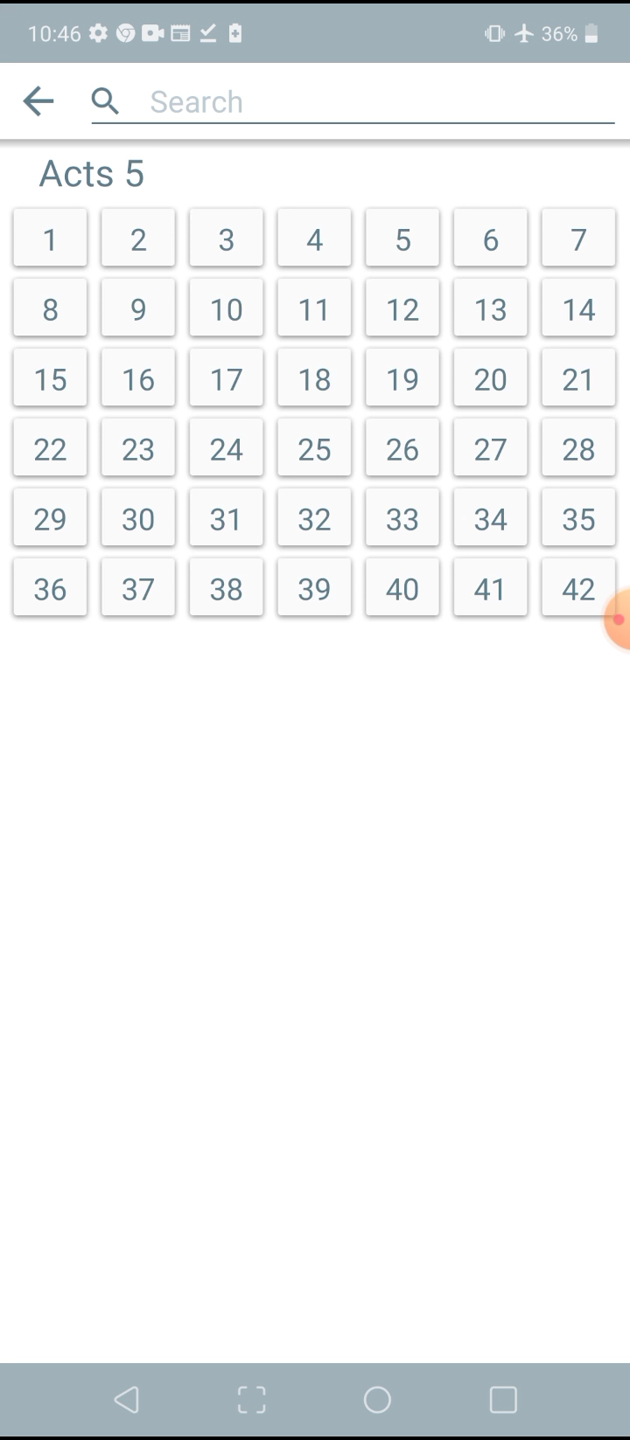 10:46 36%
Search
Acts 5
1 2 3 4 5 6 7
8 9 10 11 12 13 14
15 16 17 18 19 20 21
22 23 24 25 26 27 28
29 30 31 32 33 34 35
36 37 38 39 40 41 42